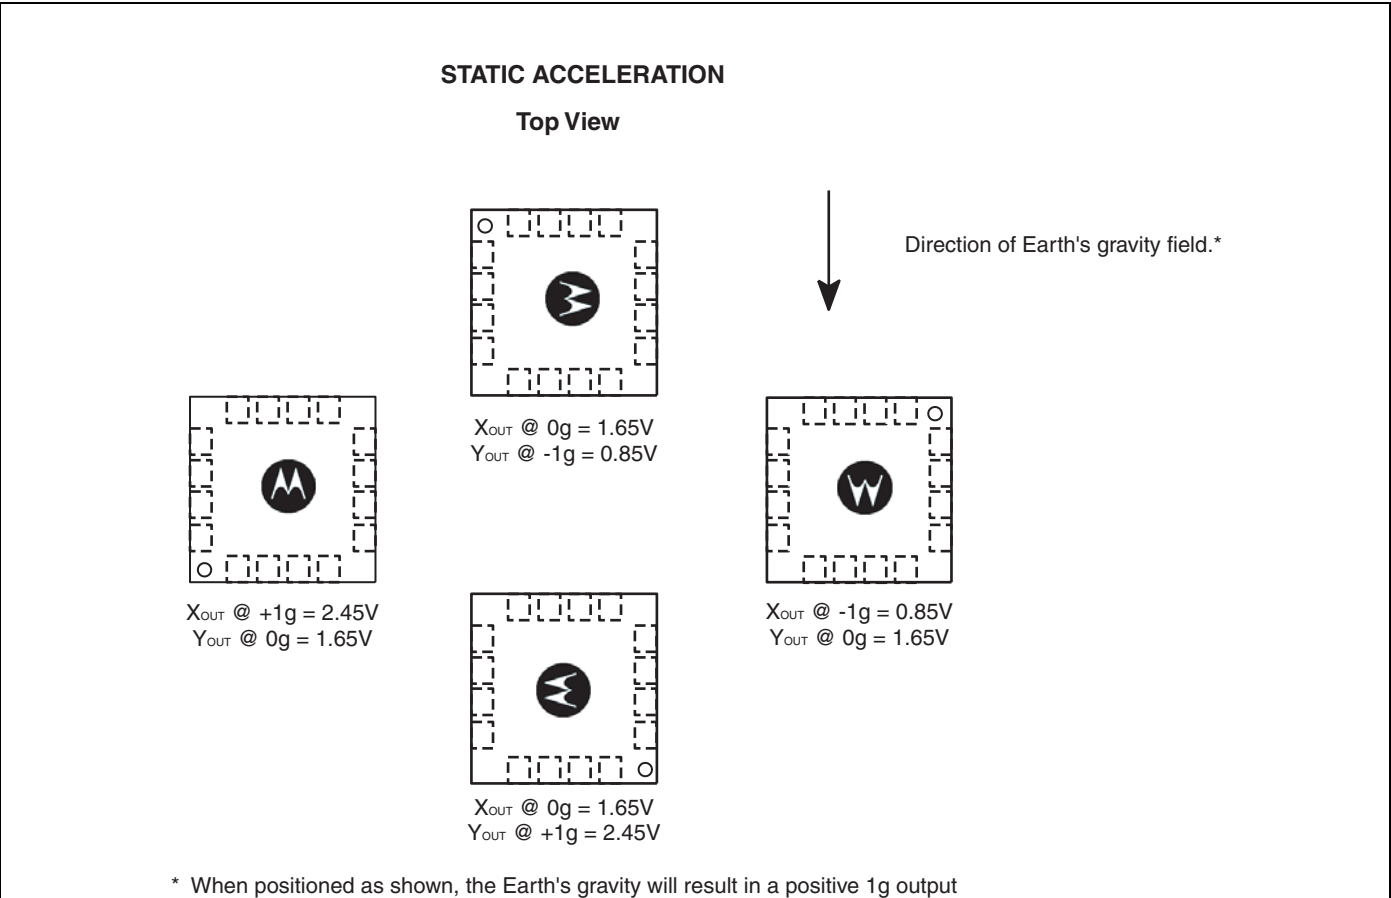 STATIC ACCELERATION
Top View
Direction of Earth's gravity field.*
XOUT @ 0g = 1.65V
YOUT @ -1g = 0.85V
XOUT @ +1g = 2.45V
YOUT @ 0g = 1.65V
XOUT @ -1g = 0.85V
YOUT @ 0g = 1.65V
XOUT @ 0g = 1.65V
YOUT @ +1g = 2.45V
* When positioned as shown, the Earth's gravity will result in a positive 1g output